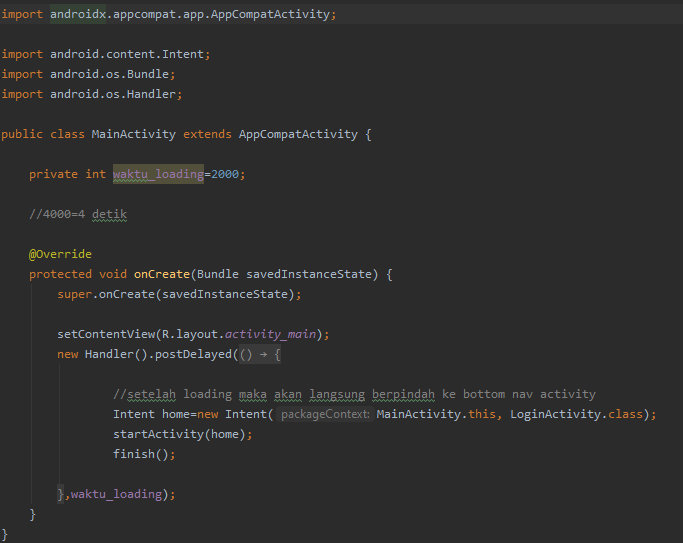 import androidx.appcompat.app.AppCompatActivity;
import android.content.Intent;
import android.os.Bundle;
import android.os.Handler;
public class MainActivity extends AppCompatActivity {
private int waktu_loading=2000;
//4000=4 detik
@Override
protected void onCreate(Bundle savedInstanceState) {
super.onCreate(savedInstanceState);
setContentView(R.layout.activity_main);
new Handler().postDelayed(() → {
//setelah loading maka akan langsung berpindah ke bottom nav activity
Intent home=new Intent( packageContext: MainActivity.this, LoginActivity.class);
startActivity(home);
finish();
},waktu_loading);
}
}